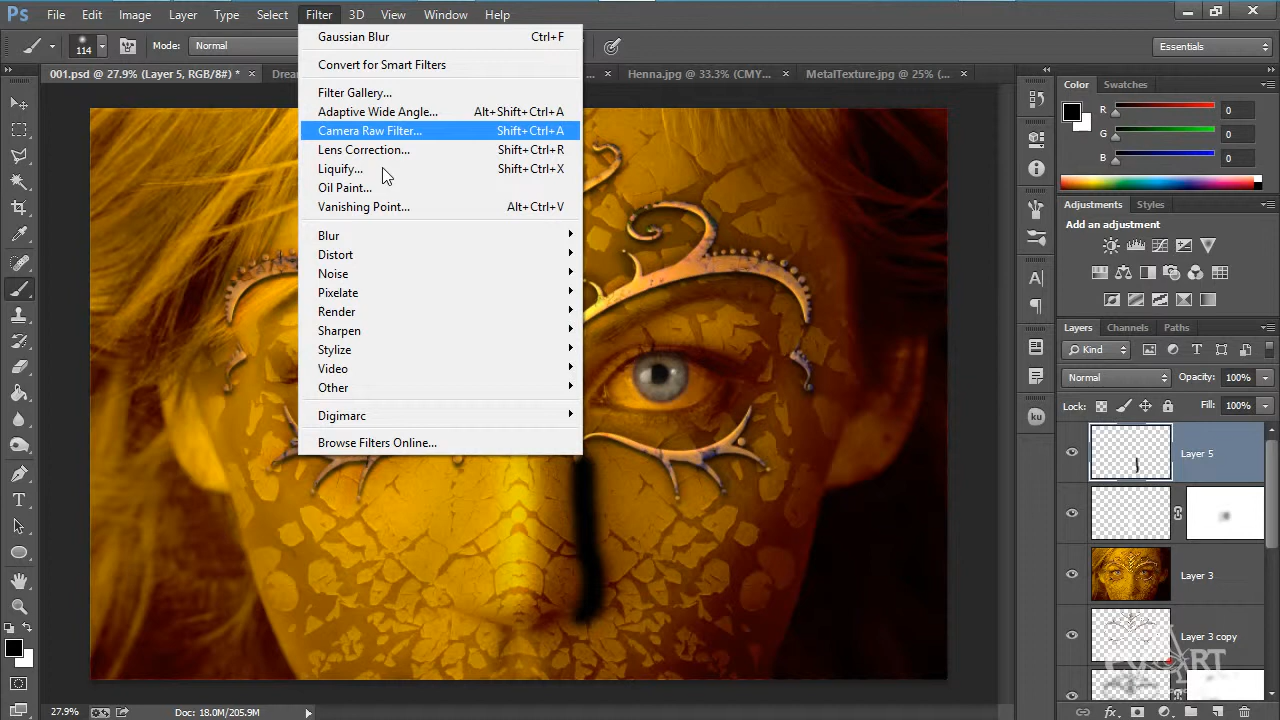 Ps File Edit Image Layer Type Select Filter 3D View Window Help
114 Mode: Normal Essentials
001.psd @ 27.9% (Layer 5, RGB/8#) * × Drea × Henna.jpg @ 33.3% (CMY... × MetalTexture.jpg @ 25% (... ×
Gaussian Blur Ctrl+F
Convert for Smart Filters
Filter Gallery...
Adaptive Wide Angle... Alt+Shift+Ctrl+A
Camera Raw Filter... Shift+Ctrl+A
Lens Correction... Shift+Ctrl+R
Liquify... Shift+Ctrl+X
Oil Paint...
Vanishing Point... Alt+Ctrl+V
Blur
Distort
Noise
Pixelate
Render
Sharpen
Stylize
Video
Other
Digimarc
Browse Filters Online...
Color Swatches
R 0
G 0
B 0
Adjustments Styles
Add an adjustment
Layers Channels Paths
Kind
Normal Opacity: 100%
Lock: Fill: 100%
Layer 5
Layer 3
Layer 3 copy
ku
27.9% Doc: 18.0M/205.9M